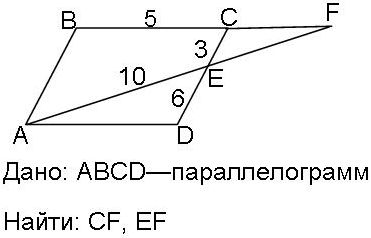 B 5 C F
3
10 E
6
A D
Дано: ABCD—параллелограмм
Найти: CF, EF